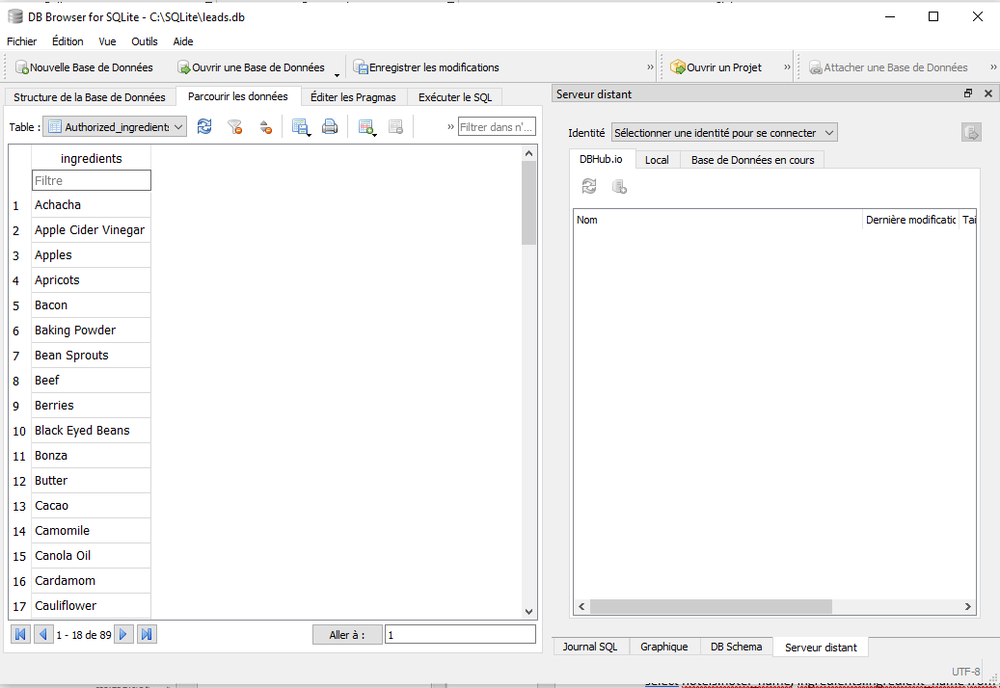 DB Browser for SQLite - C:\SQLite\leads.db
Fichier Édition Vue Outils Aide
Nouvelle Base de Données Ouvrir une Base de Données Enregistrer les modifications » Ouvrir un Projet » Attacher une Base de Données »
Structure de la Base de Données Parcourir les données Éditer les Pragmas Exécuter le SQL
Table : Authorized_ingredients » Filtrer dans n'...
ingredients
Filtre
1 Achacha
2 Apple Cider Vinegar
3 Apples
4 Apricots
5 Bacon
6 Baking Powder
7 Bean Sprouts
8 Beef
9 Berries
10 Black Eyed Beans
11 Bonza
12 Butter
13 Cacao
14 Camomile
15 Canola Oil
16 Cardamom
17 Cauliflower
1 - 18 de 89 Aller à : 1
Serveur distant
Identité Sélectionner une identité pour se connecter
DBHub.io Local Base de Données en cours
Nom Dernière modificatic Tai
Journal SQL Graphique DB Schema Serveur distant
UTF-8